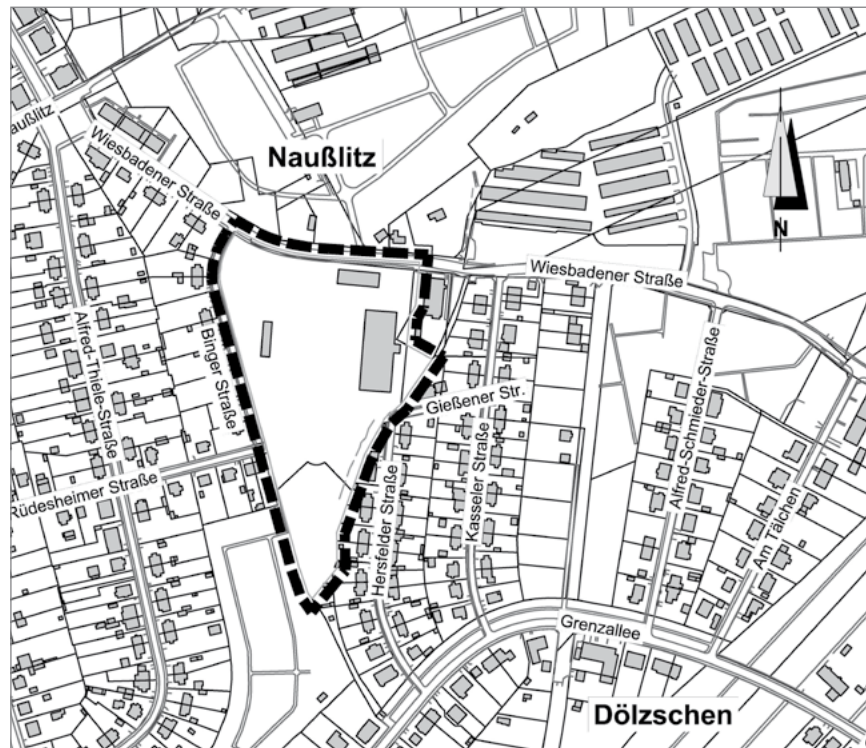 außlitz
Wiesbadener Straße
Naußlitz
N
Wiesbadener Straße
Alfred-Thiele-Straße
Binger Straße
Gießener Str.
Alfred-Schmieder-Straße
Rüdesheimer Straße
Hersfelder Straße
Kasseler Straße
Am Tälchen
Grenzallee
Dölzschen